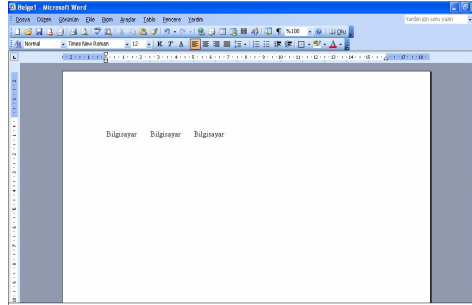 Belge1 - Microsoft Word
Dosya Düzen Görünüm Ekle Biçim Araçlar Tablo Pencere Yardım
Yardım için soru yazın
%100 Oku
Normal Times New Roman 12 K T A
Bilgisayar Bilgisayar Bilgisayar